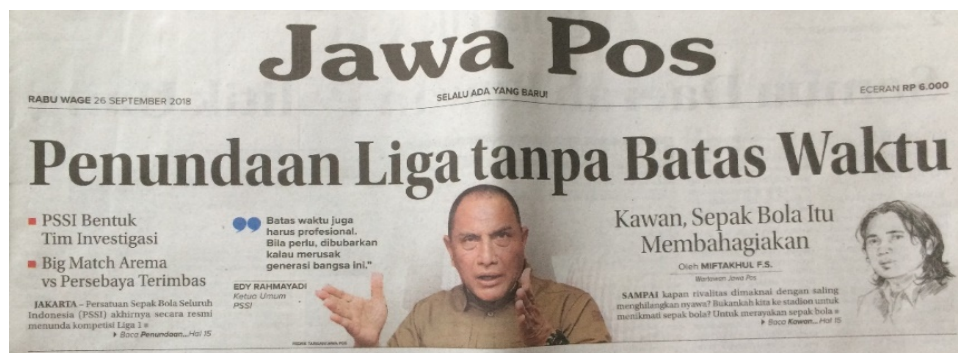 Jawa Pos
RABU WAGE 26 SEPTEMBER 2018
SELALU ADA YANG BARU!
ECERAN RP 6.000
Penundaan Liga tanpa Batas Waktu
PSSI Bentuk
Tim Investigasi
Big Match Arema
vs Persebaya Terimbas
JAKARTA – Persatuan Sepak Bola Seluruh
Indonesia (PSSI) akhirnya secara resmi
menunda kompetisi Liga 1
Baca Penundaan...Hal 15
Batas waktu juga
harus profesional.
Bila perlu, dibubarkan
kalau merusak
generasi bangsa ini."
EDY RAHMAYADI
Ketua Umum
PSSI
Kawan, Sepak Bola Itu
Membahagiakan
Oleh MIFTAKHUL F.S.
Wartawan Jawa Pos
SAMPAI kapan rivalitas dimaknai dengan saling
menghilangkan nyawa? Bukankah kita ke stadion untuk
menikmati sepak bola? Untuk merayakan sepak bola
Baca Kawan...Hal 15